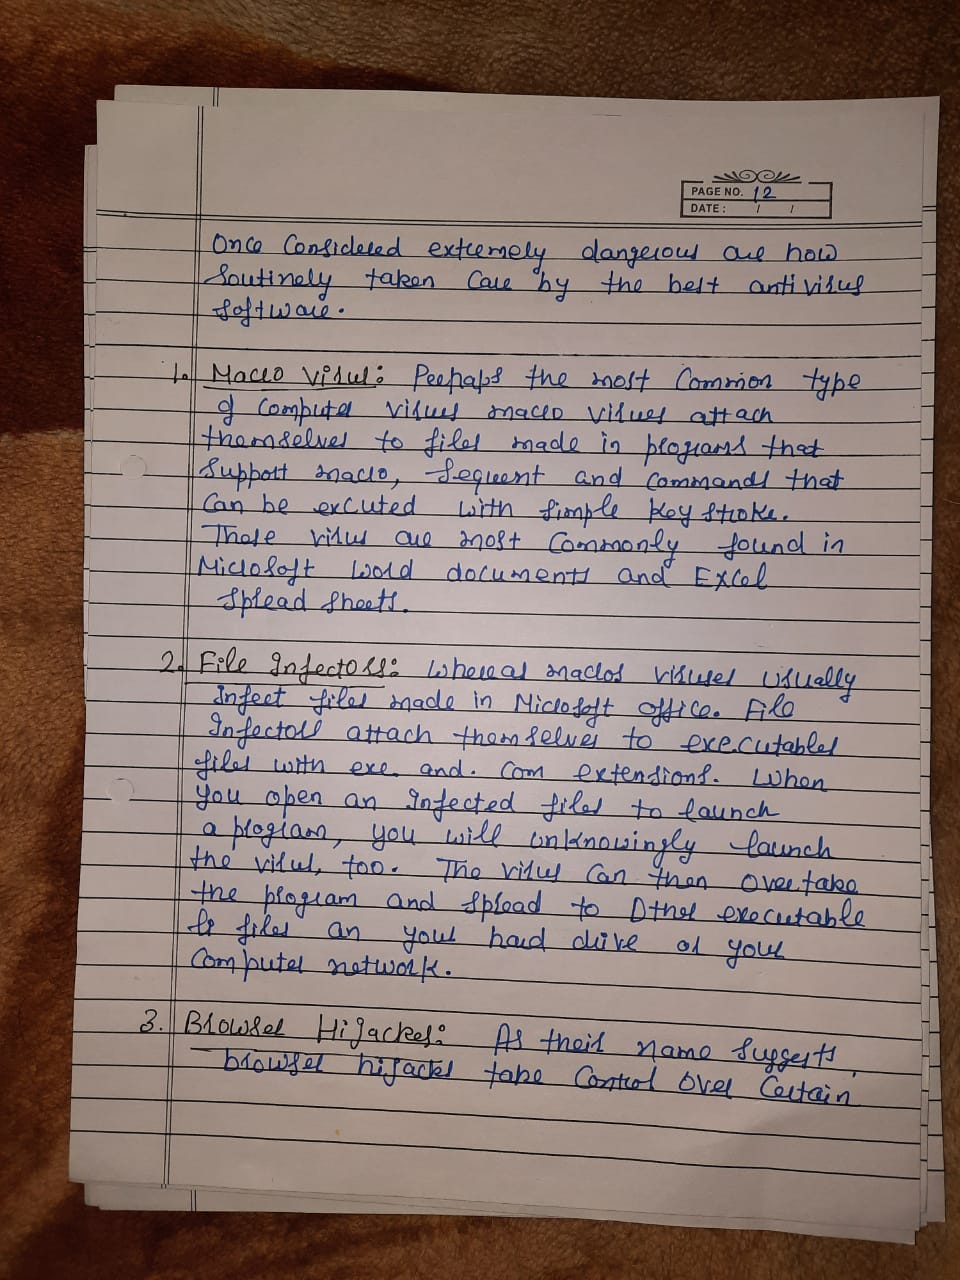 PAGE NO. 12
DATE: / /
Once Considered extremely dangerous are now
Soutinely taken Care by the best antivirus
Software.
1. Macro Virus: Peehaps the most Common type
of Computer Viruses macro Viruses attach
themselves to files made in programs that
Support macro, Sequent and Commands that
Can be excuted with Simple key Stroke.
These virus are most Commonly found in
Microsoft Word documents and Excel
Spread Sheets.
2. File Infectors: Whereas macros viruses usually
Infect files made in Microsoft office. File
Infectors attach themselves to executables
files with exe. and. Com extensions. When
you open an Infected files to launch
a program, you will unknowingly launch
the virus, too. The virus Can then Overtake
the program and Spread to Other executable
files on your hard drive or your
Computer network.
3. Browser Hijacker: As their name Suggests,
browser hijacks take Control Over Certain